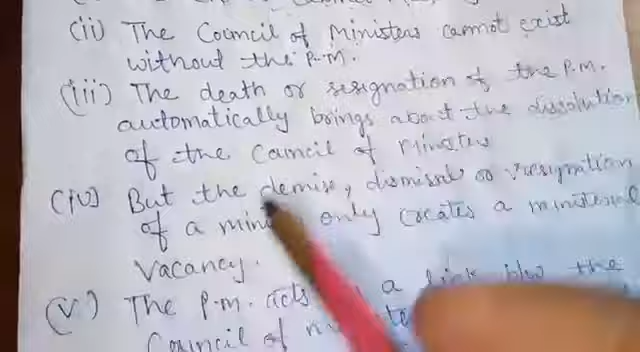 (ii) The Council of Ministers cannot exist
without the P.M.
(iii) The death or resignation of the P.M.
automatically brings about the dissolution
of the Council of Ministers
(iv) But the demise, dismissal or resignation
of a only creates a ministerial
vacancy.
(v) The P.M. acts a link b/w the
Council of